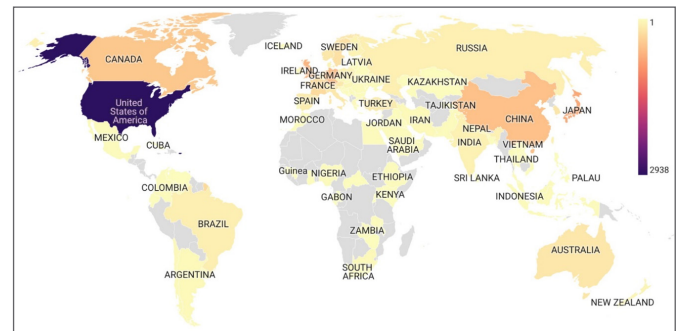 1
2938
ICELAND
SWEDEN
RUSSIA
CANADA
LATVIA
IRELAND
GERMANY
UKRAINE
FRANCE
KAZAKHSTAN
SPAIN
TURKEY
TAJIKISTAN
JAPAN
United
States of
America
MOROCCO
JORDAN
IRAN
NEPAL
CHINA
MEXICO
CUBA
SAUDI
ARABIA
INDIA
VIETNAM
THAILAND
Guinea
NIGERIA
ETHIOPIA
SRI LANKA
PALAU
COLOMBIA
GABON
KENYA
INDONESIA
BRAZIL
ZAMBIA
AUSTRALIA
ARGENTINA
SOUTH
AFRICA
NEW ZEALAND